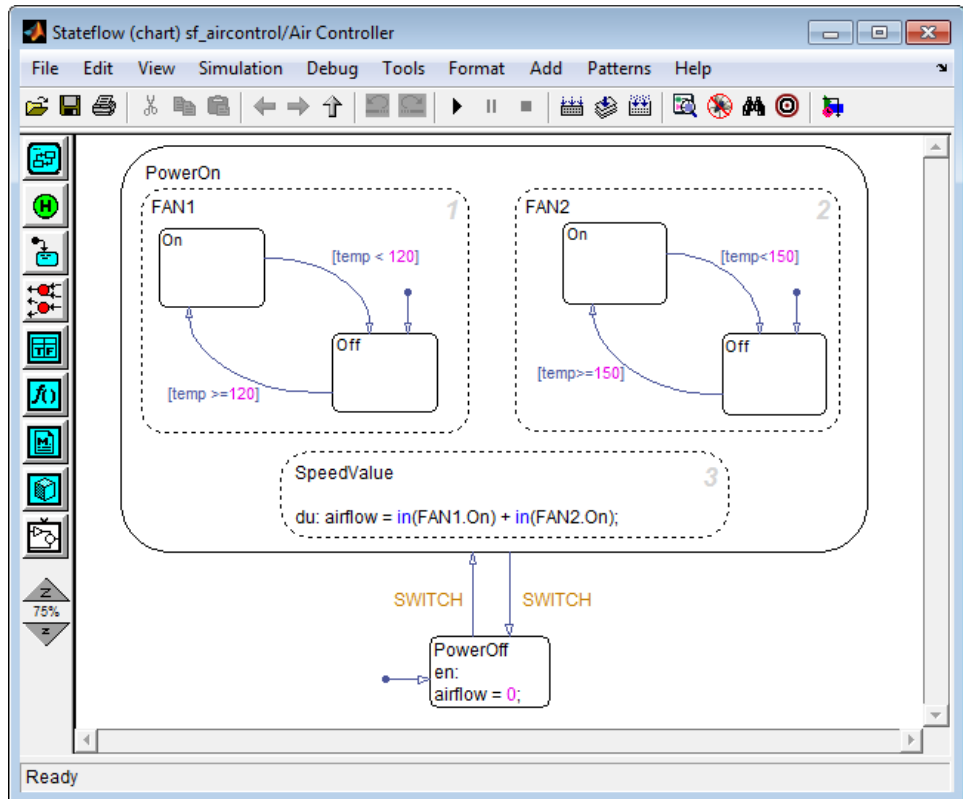 Stateflow (chart) sf_aircontrol/Air Controller
File Edit View Simulation Debug Tools Format Add Patterns Help
PowerOn
FAN1
1
On
[temp < 120]
Off
[temp >=120]
FAN2
2
On
[temp<150]
Off
[temp>=150]
SpeedValue
3
du: airflow = in(FAN1.On) + in(FAN2.On);
SWITCH
SWITCH
PowerOff
en:
airflow = 0;
H
TF
f()
M
Z
75%
z
Ready